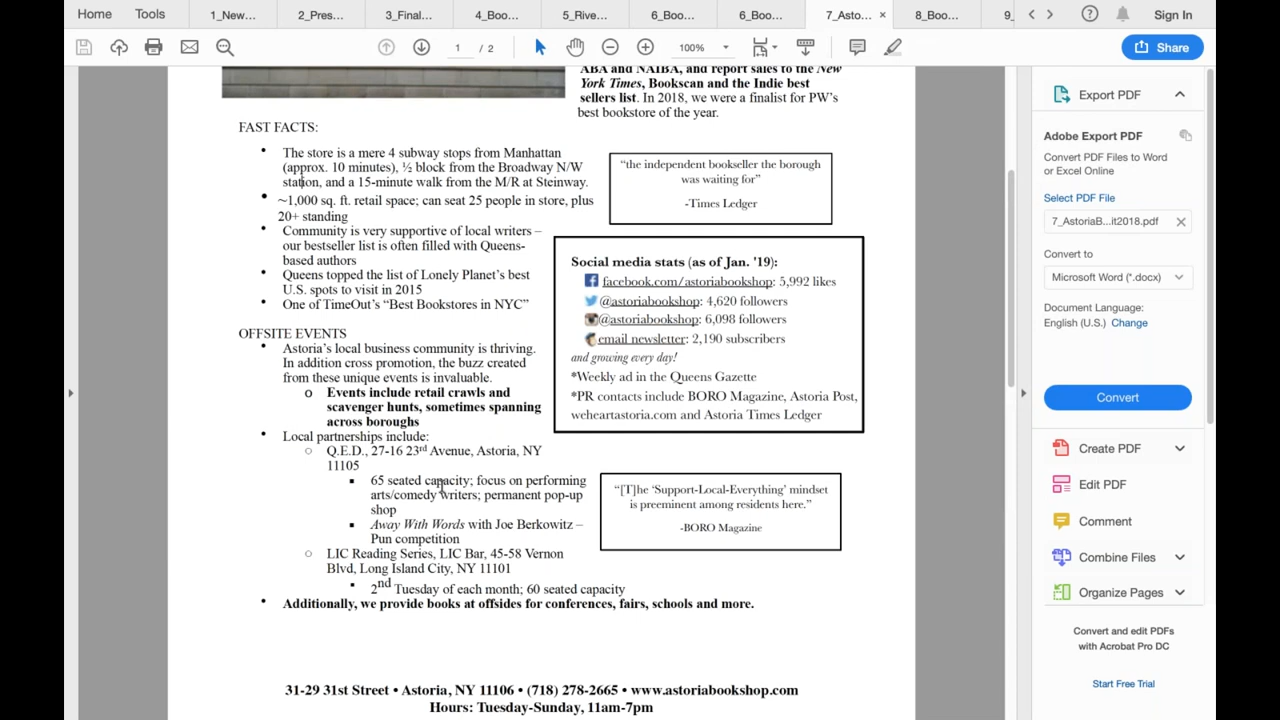 Home
Tools
1_New...
2_Pres...
3_Final...
4_Boo...
5_Rive...
6_Boo...
6_Boo...
7_Asto...
8_Boo...
9_
Sign In
1 / 2
100%
Share
ABA and NAIBA, and report sales to the New
York Times, Bookscan and the Indie best
sellers list. In 2018, we were a finalist for PW's
best bookstore of the year.
FAST FACTS:
• The store is a mere 4 subway stops from Manhattan
(approx. 10 minutes), ½ block from the Broadway N/W
station, and a 15-minute walk from the M/R at Steinway.
• ~1,000 sq. ft. retail space; can seat 25 people in store, plus
20+ standing
• Community is very supportive of local writers –
our bestseller list is often filled with Queens-
based authors
• Queens topped the list of Lonely Planet's best
U.S. spots to visit in 2015
• One of TimeOut's “Best Bookstores in NYC”
“the independent bookseller the borough
was waiting for”
-Times Ledger
Social media stats (as of Jan. '19):
facebook.com/astoriabookshop: 5,992 likes
@astoriabookshop: 4,620 followers
@astoriabookshop: 6,098 followers
email newsletter: 2,190 subscribers
and growing every day!
*Weekly ad in the Queens Gazette
*PR contacts include BORO Magazine, Astoria Post,
weheartastoria.com and Astoria Times Ledger
OFFSITE EVENTS
• Astoria's local business community is thriving.
In addition cross promotion, the buzz created
from these unique events is invaluable.
o Events include retail crawls and
scavenger hunts, sometimes spanning
across boroughs
• Local partnerships include:
○ Q.E.D., 27-16 23rd Avenue, Astoria, NY
11105
▪ 65 seated capacity; focus on performing
arts/comedy writers; permanent pop-up
shop
▪ Away With Words with Joe Berkowitz –
Pun competition
○ LIC Reading Series, LIC Bar, 45-58 Vernon
Blvd, Long Island City, NY 11101
▪ 2nd Tuesday of each month; 60 seated capacity
• Additionally, we provide books at offsides for conferences, fairs, schools and more.
“[T]he ‘Support-Local-Everything’ mindset
is preeminent among residents here.”
-BORO Magazine
31-29 31st Street • Astoria, NY 11106 • (718) 278-2665 • www.astoriabookshop.com
Hours: Tuesday-Sunday, 11am-7pm
Export PDF
Adobe Export PDF
Convert PDF Files to Word
or Excel Online
Select PDF File
7_AstoriaB...it2018.pdf
Convert to
Microsoft Word (*.docx)
Document Language:
English (U.S.) Change
Convert
Create PDF
Edit PDF
Comment
Combine Files
Organize Pages
Convert and edit PDFs
with Acrobat Pro DC
Start Free Trial